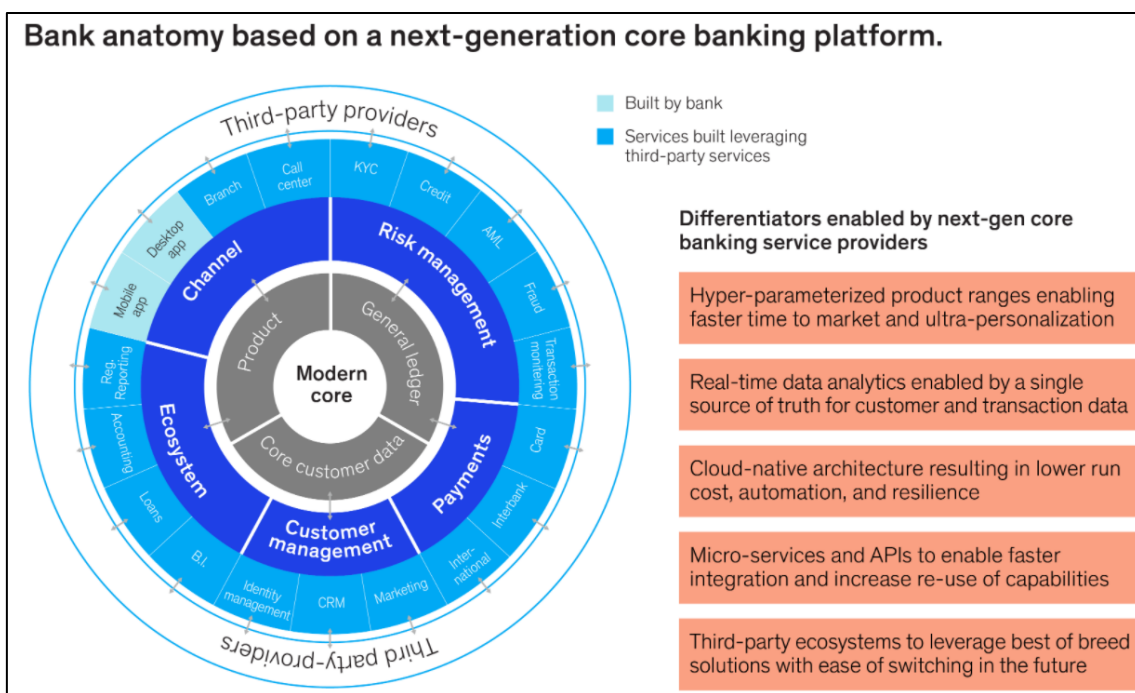 Bank anatomy based on a next-generation core banking platform.
Built by bank
Services built leveraging
third-party services
Third-party providers
Mobile
app
Desktop
app
Branch
Call
center
KYC
Credit
AML
Fraud
Transaction
monitering
Card
Interbank
Inter-
national
Marketing
CRM
Identity
management
B.I.
Loans
Accounting
Reg.
Reporting
Channel
Risk management
Payments
Customer
management
Ecosystem
Product
General ledger
Core customer data
Modern
core
Third party-providers
Differentiators enabled by next-gen core
banking service providers
Hyper-parameterized product ranges enabling
faster time to market and ultra-personalization
Real-time data analytics enabled by a single
source of truth for customer and transaction data
Cloud-native architecture resulting in lower run
cost, automation, and resilience
Micro-services and APIs to enable faster
integration and increase re-use of capabilities
Third-party ecosystems to leverage best of breed
solutions with ease of switching in the future